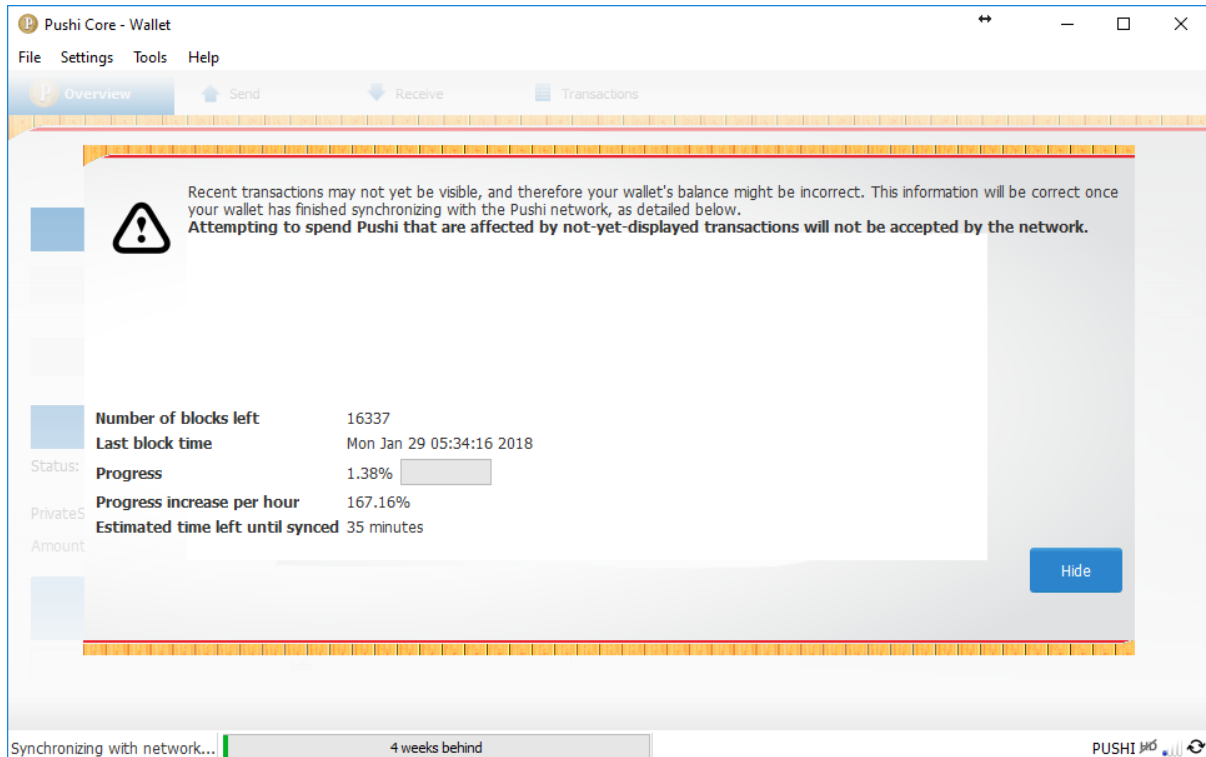 Pushi Core - Wallet
File Settings Tools Help
Overview Send Receive Transactions
Recent transactions may not yet be visible, and therefore your wallet's balance might be incorrect. This information will be correct once
your wallet has finished synchronizing with the Pushi network, as detailed below.
Attempting to spend Pushi that are affected by not-yet-displayed transactions will not be accepted by the network.
Number of blocks left 16337
Last block time Mon Jan 29 05:34:16 2018
Status:
Progress 1.38%
Progress increase per hour 167.16%
PrivateS
Estimated time left until synced 35 minutes
Amount
Hide
Synchronizing with network... 4 weeks behind PUSHI HD